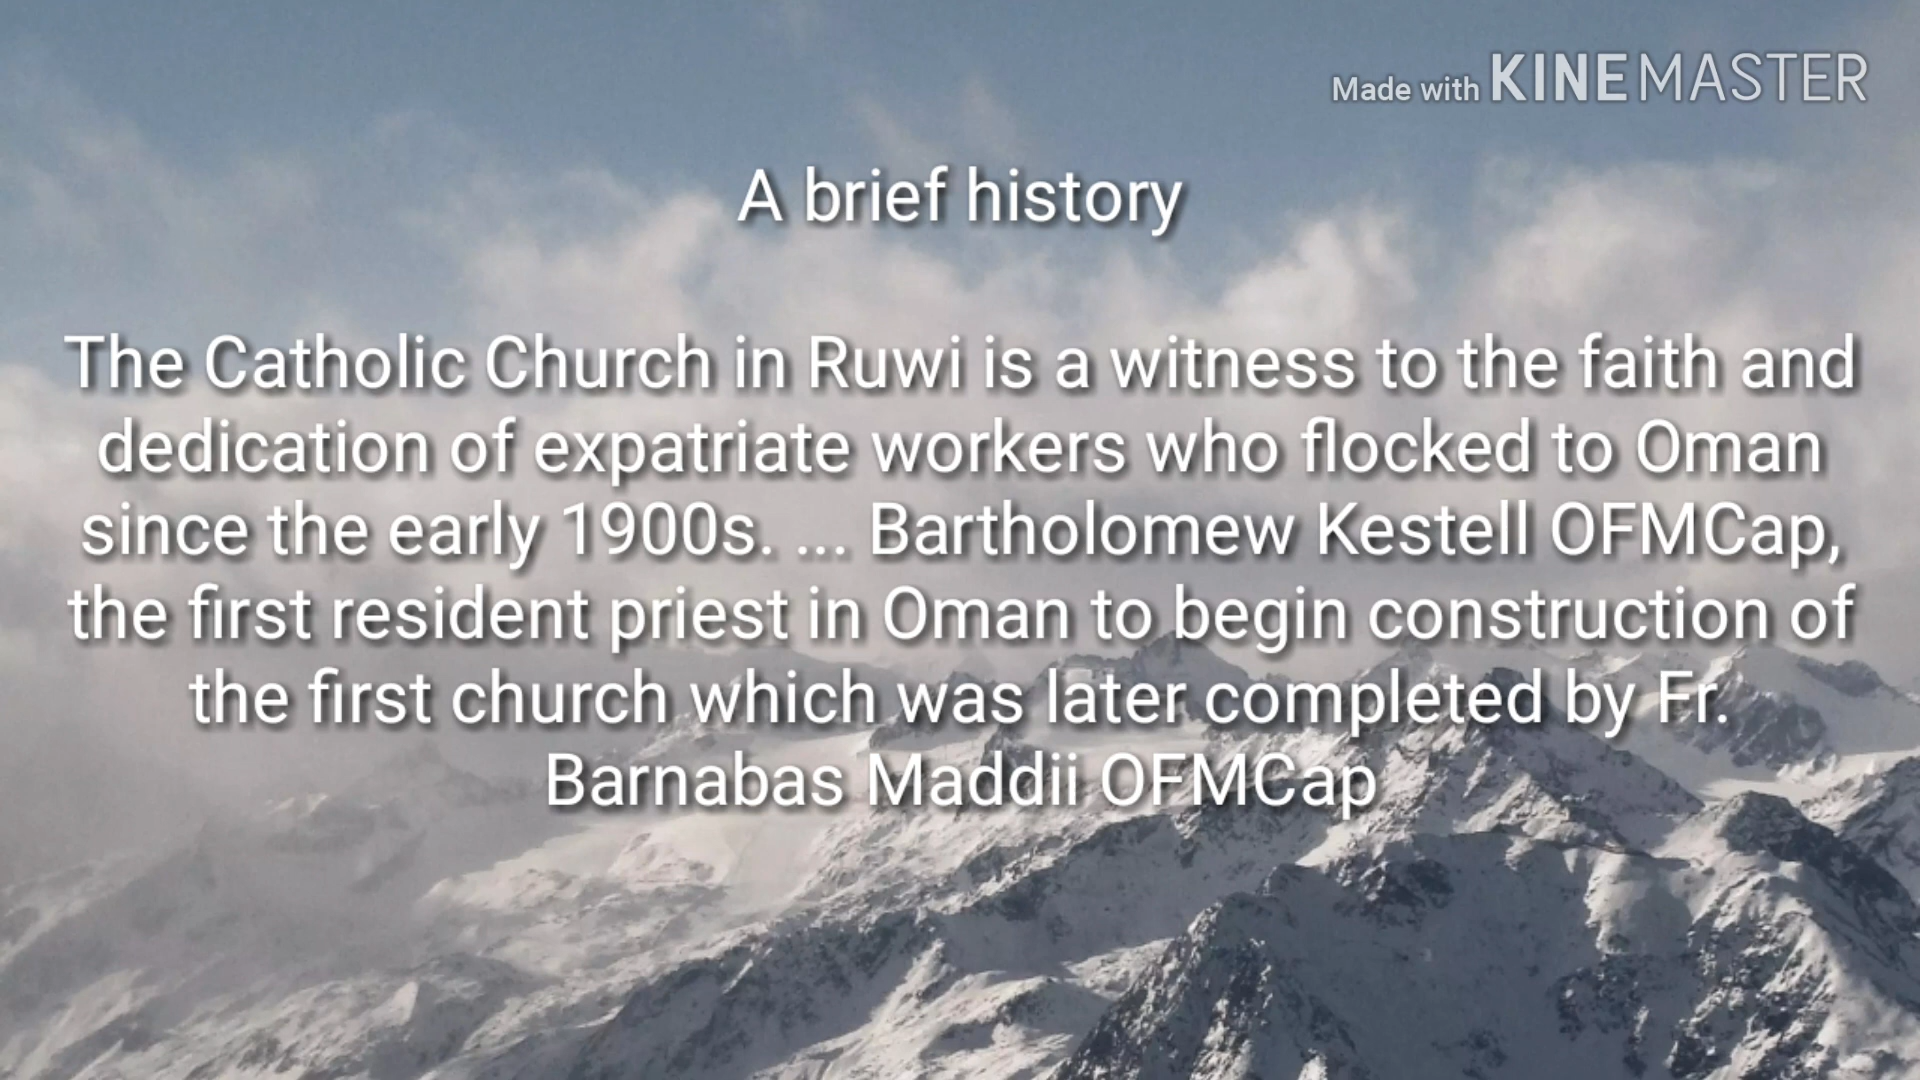 Made with KINEMASTER
A brief history
The Catholic Church in Ruwi is a witness to the faith and
dedication of expatriate workers who flocked to Oman
since the early 1900s. ... Bartholomew Kestell OFMCap,
the first resident priest in Oman to begin construction of
the first church which was later completed by Fr.
Barnabas Maddii OFMCap